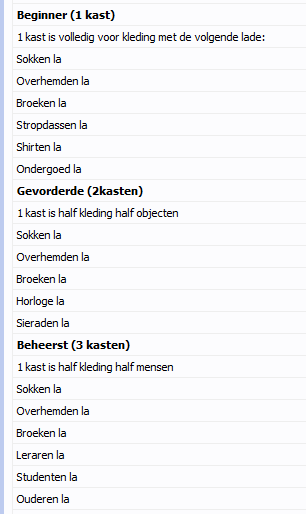 Beginner (1 kast)
1 kast is volledig voor kleding met de volgende lade:
Sokken la
Overhemden la
Broeken la
Stropdassen la
Shirten la
Ondergoed la
Gevorderde (2kasten)
1 kast is half kleding half objecten
Sokken la
Overhemden la
Broeken la
Horloge la
Sieraden la
Beheerst (3 kasten)
1 kast is half kleding half mensen
Sokken la
Overhemden la
Broeken la
Leraren la
Studenten la
Ouderen la